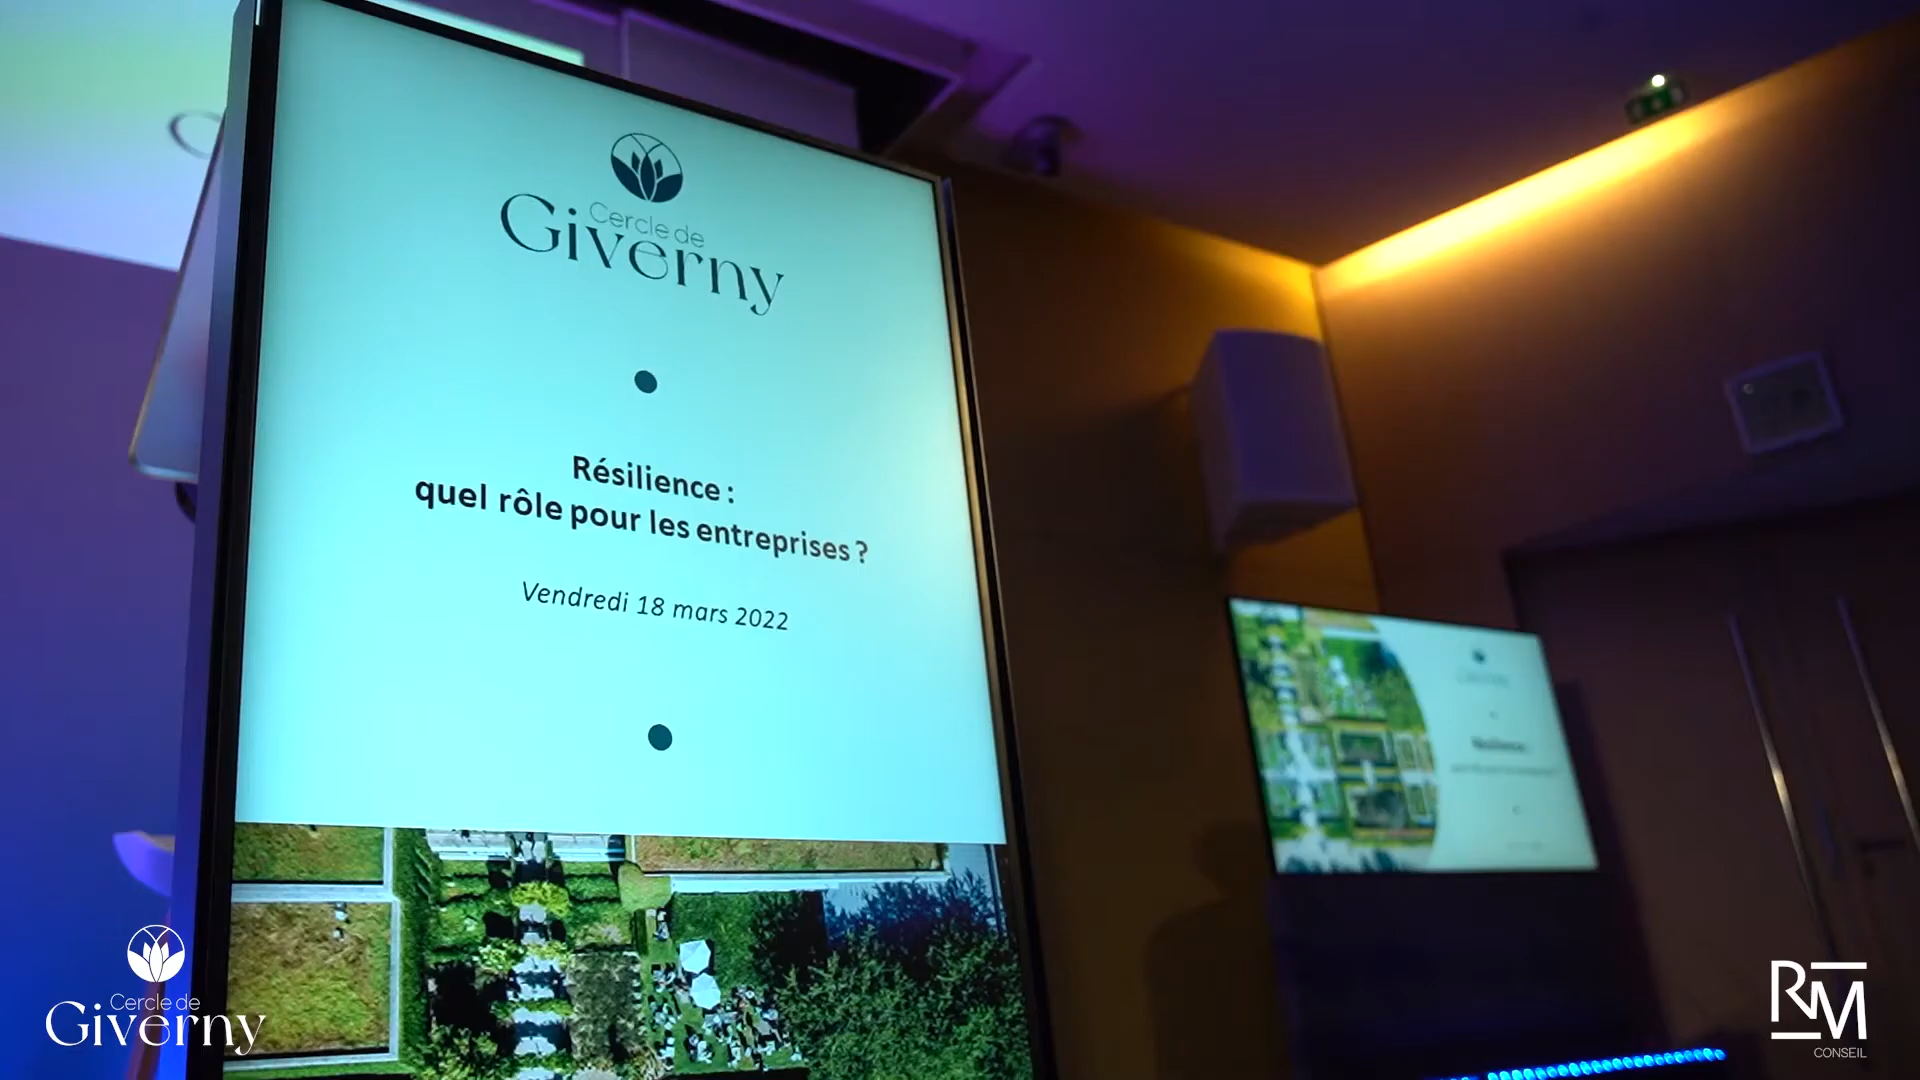 Cercle de
Giverny
Résilience :
quel rôle pour les entreprises ?
Vendredi 18 mars 2022
Cercle de
Giverny
RM
CONSEIL